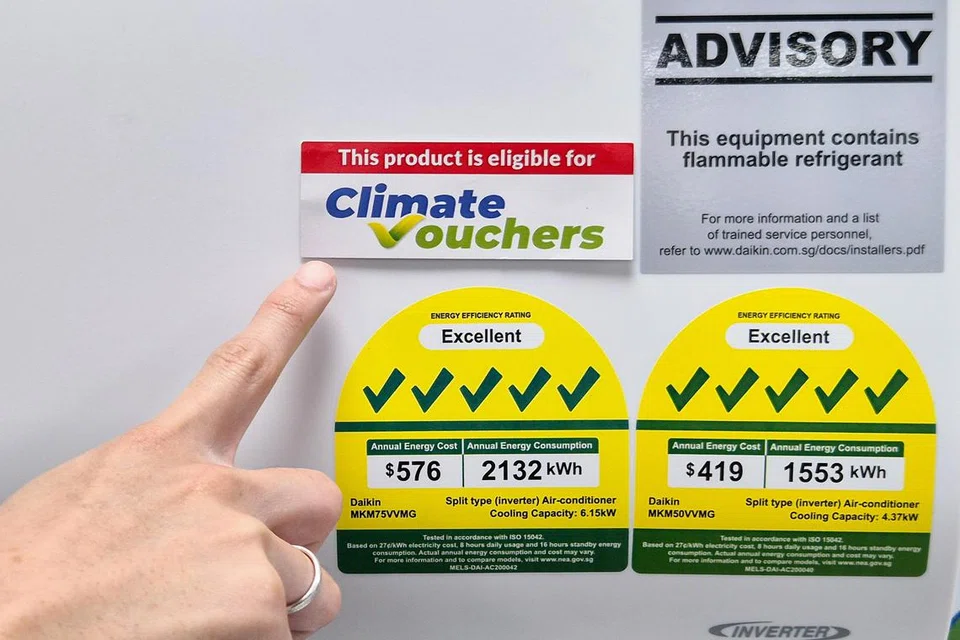 ADVISORY
This equipment contains
flammable refrigerant
For more information and a list
of trained service personnel,
refer to www.daikin.com.sg/docs/installers.pdf
This product is eligible for
Climate
Vouchers
ENERGY EFFICIENCY RATING
Excellent
Annual Energy Cost
Annual Energy Consumption
$576
2132 kWh
Daikin
MKM75VVMG
Split type (inverter) Air-conditioner
Cooling Capacity: 6.15kW
Tested in accordance with ISO 15042.
Based on 27¢/kWh electricity cost, 8 hours daily usage and 16 hours standby energy
consumption. Actual annual energy consumption and cost may vary.
For more information and to compare models, visit www.nea.gov.sg
MELS-DAI-AC200042
ENERGY EFFICIENCY RATING
Excellent
Annual Energy Cost
Annual Energy Consumption
$419
1553 kWh
Daikin
MKM50VVMG
Split type (inverter) Air-conditioner
Cooling Capacity: 4.37kW
Tested in accordance with ISO 15042.
Based on 27¢/kWh electricity cost, 8 hours daily usage and 16 hours standby energy
consumption. Actual annual energy consumption and cost may vary.
For more information and to compare models, visit www.nea.gov.sg
MELS-DAI-AC200040
INVERTER